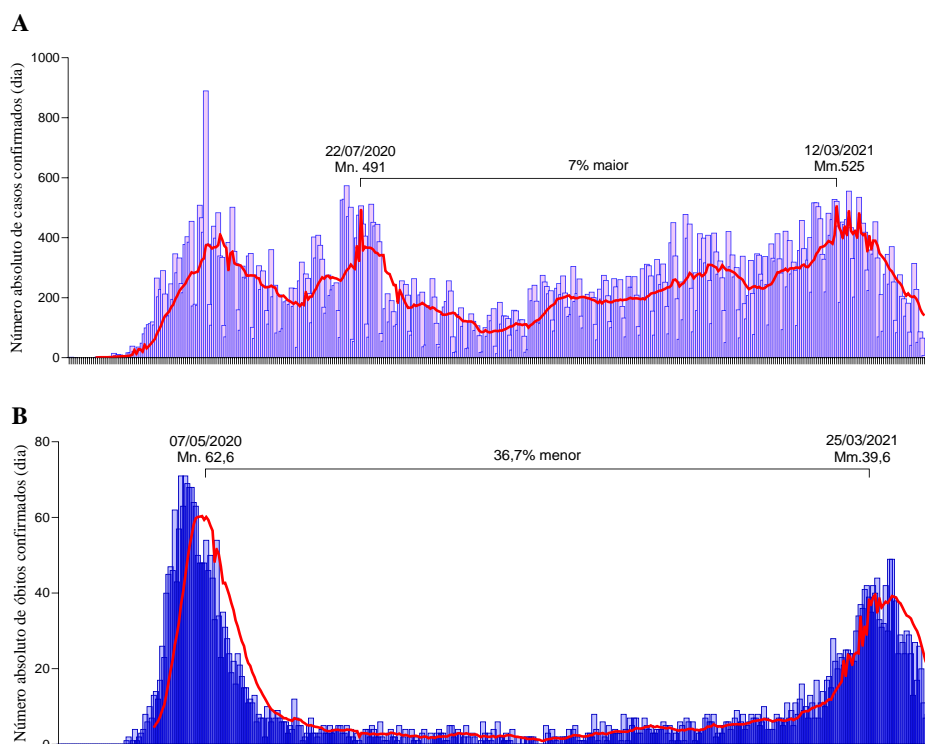 A
Número absoluto de casos confirmados (dia)
1000
800
600
400
200
0
22/07/2020
Mn. 491
7% maior
12/03/2021
Mm.525
B
Número absoluto de óbitos confirmados (dia)
80
60
40
20
0
07/05/2020
Mn. 62,6
36,7% menor
25/03/2021
Mm.39,6